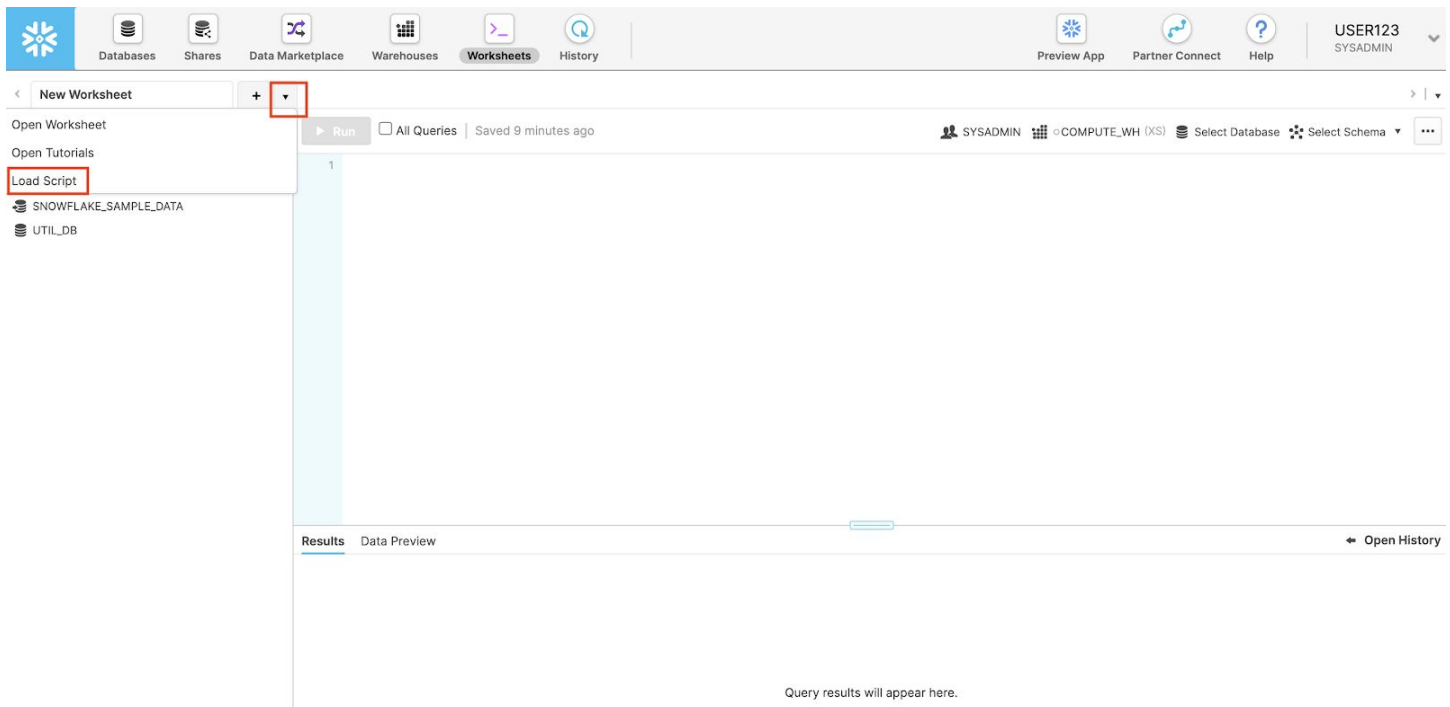 Databases Shares Data Marketplace Warehouses Worksheets History Preview App Partner Connect Help USER123
SYSADMIN
New Worksheet +
Open Worksheet
Run All Queries Saved 9 minutes ago SYSADMIN COMPUTE_WH (XS) Select Database Select Schema ...
Open Tutorials
1
Load Script
SNOWFLAKE_SAMPLE_DATA
UTIL_DB
Results Data Preview Open History
Query results will appear here.